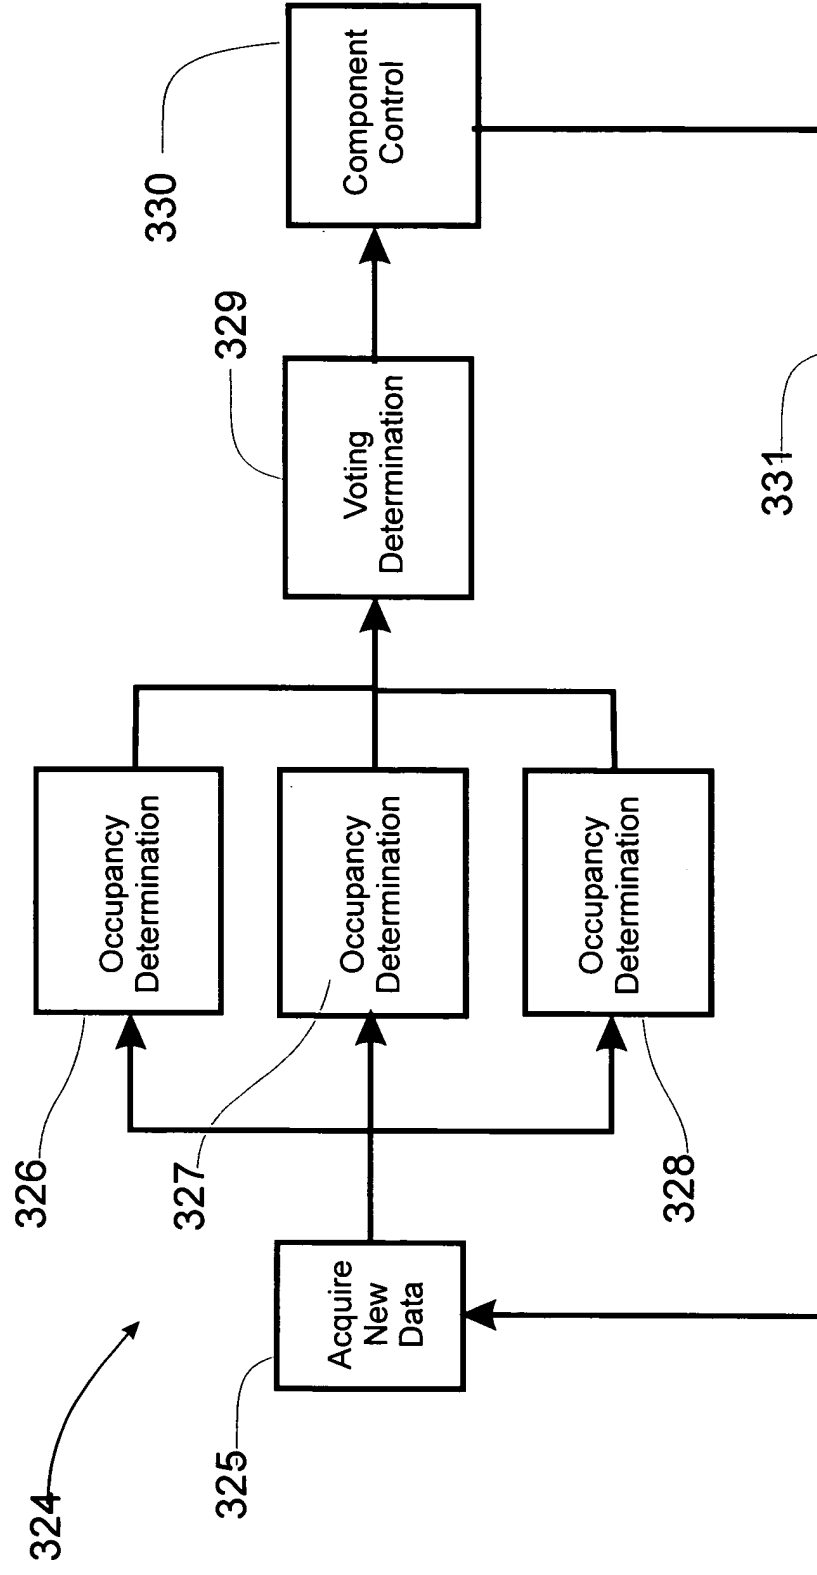 324
325
Acquire
New
Data
326
Occupancy
Determination
327
Occupancy
Determination
328
Occupancy
Determination
329
Voting
Determination
330
Component
Control
331